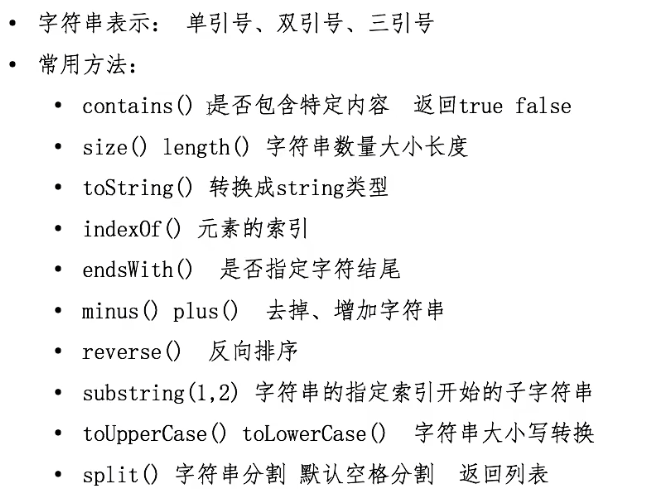 • 字符串表示： 单引号、双引号、三引号
• 常用方法：
• contains() 是否包含特定内容 返回true false
• size() length() 字符串数量大小长度
• toString() 转换成string类型
• indexOf() 元素的索引
• endsWith() 是否指定字符结尾
• minus() plus() 去掉、增加字符串
• reverse() 反向排序
• substring(1,2) 字符串的指定索引开始的子字符串
• toUpperCase() toLowerCase() 字符串大小写转换
• split() 字符串分割 默认空格分割 返回列表